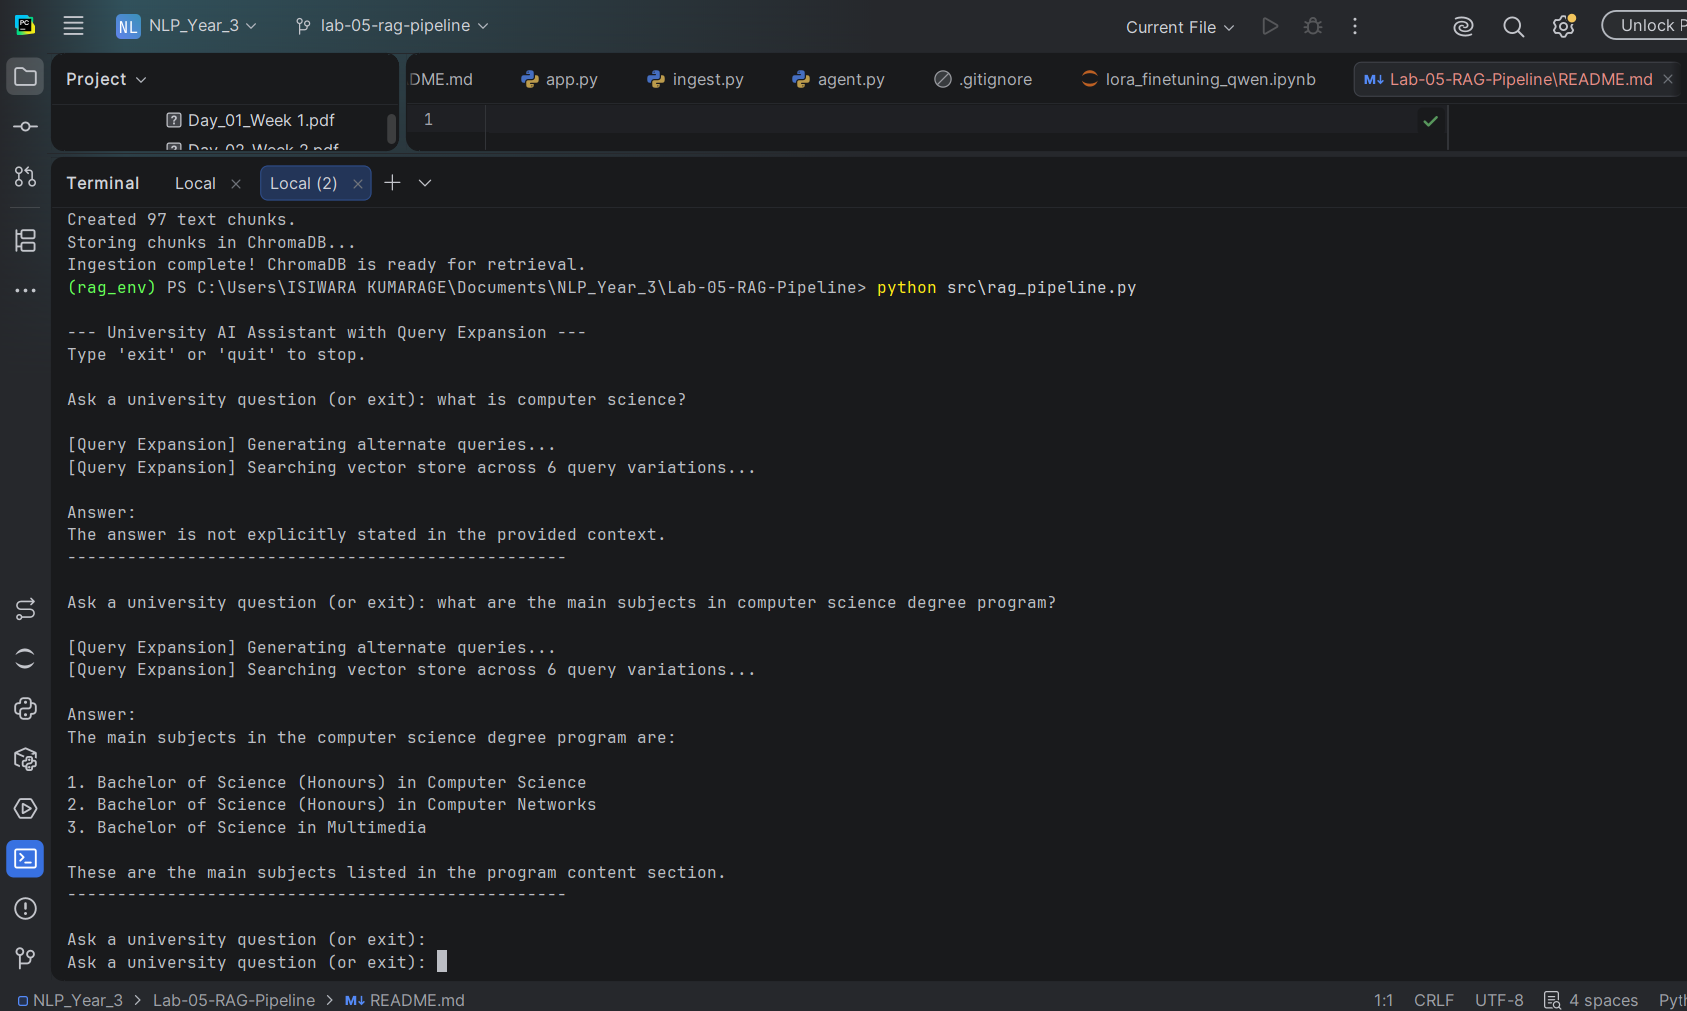 PC NL NLP_Year_3 lab-05-rag-pipeline Current File Unlock P
Project DME.md app.py ingest.py agent.py .gitignore lora_finetuning_qwen.ipynb M↓ Lab-05-RAG-Pipeline\README.md
Day_01_Week 1.pdf 1
Day_02_Week 2.pdf
Terminal Local Local (2)
Created 97 text chunks.
Storing chunks in ChromaDB...
Ingestion complete! ChromaDB is ready for retrieval.
(rag_env) PS C:\Users\ISIWARA KUMARAGE\Documents\NLP_Year_3\Lab-05-RAG-Pipeline> python src\rag_pipeline.py
--- University AI Assistant with Query Expansion ---
Type 'exit' or 'quit' to stop.
Ask a university question (or exit): what is computer science?
[Query Expansion] Generating alternate queries...
[Query Expansion] Searching vector store across 6 query variations...
Answer:
The answer is not explicitly stated in the provided context.
--------------------------------------------------
Ask a university question (or exit): what are the main subjects in computer science degree program?
[Query Expansion] Generating alternate queries...
[Query Expansion] Searching vector store across 6 query variations...
Answer:
The main subjects in the computer science degree program are:
1. Bachelor of Science (Honours) in Computer Science
2. Bachelor of Science (Honours) in Computer Networks
3. Bachelor of Science in Multimedia
These are the main subjects listed in the program content section.
--------------------------------------------------
Ask a university question (or exit):
Ask a university question (or exit):
NLP_Year_3 > Lab-05-RAG-Pipeline > M↓ README.md 1:1 CRLF UTF-8 4 spaces Pyt